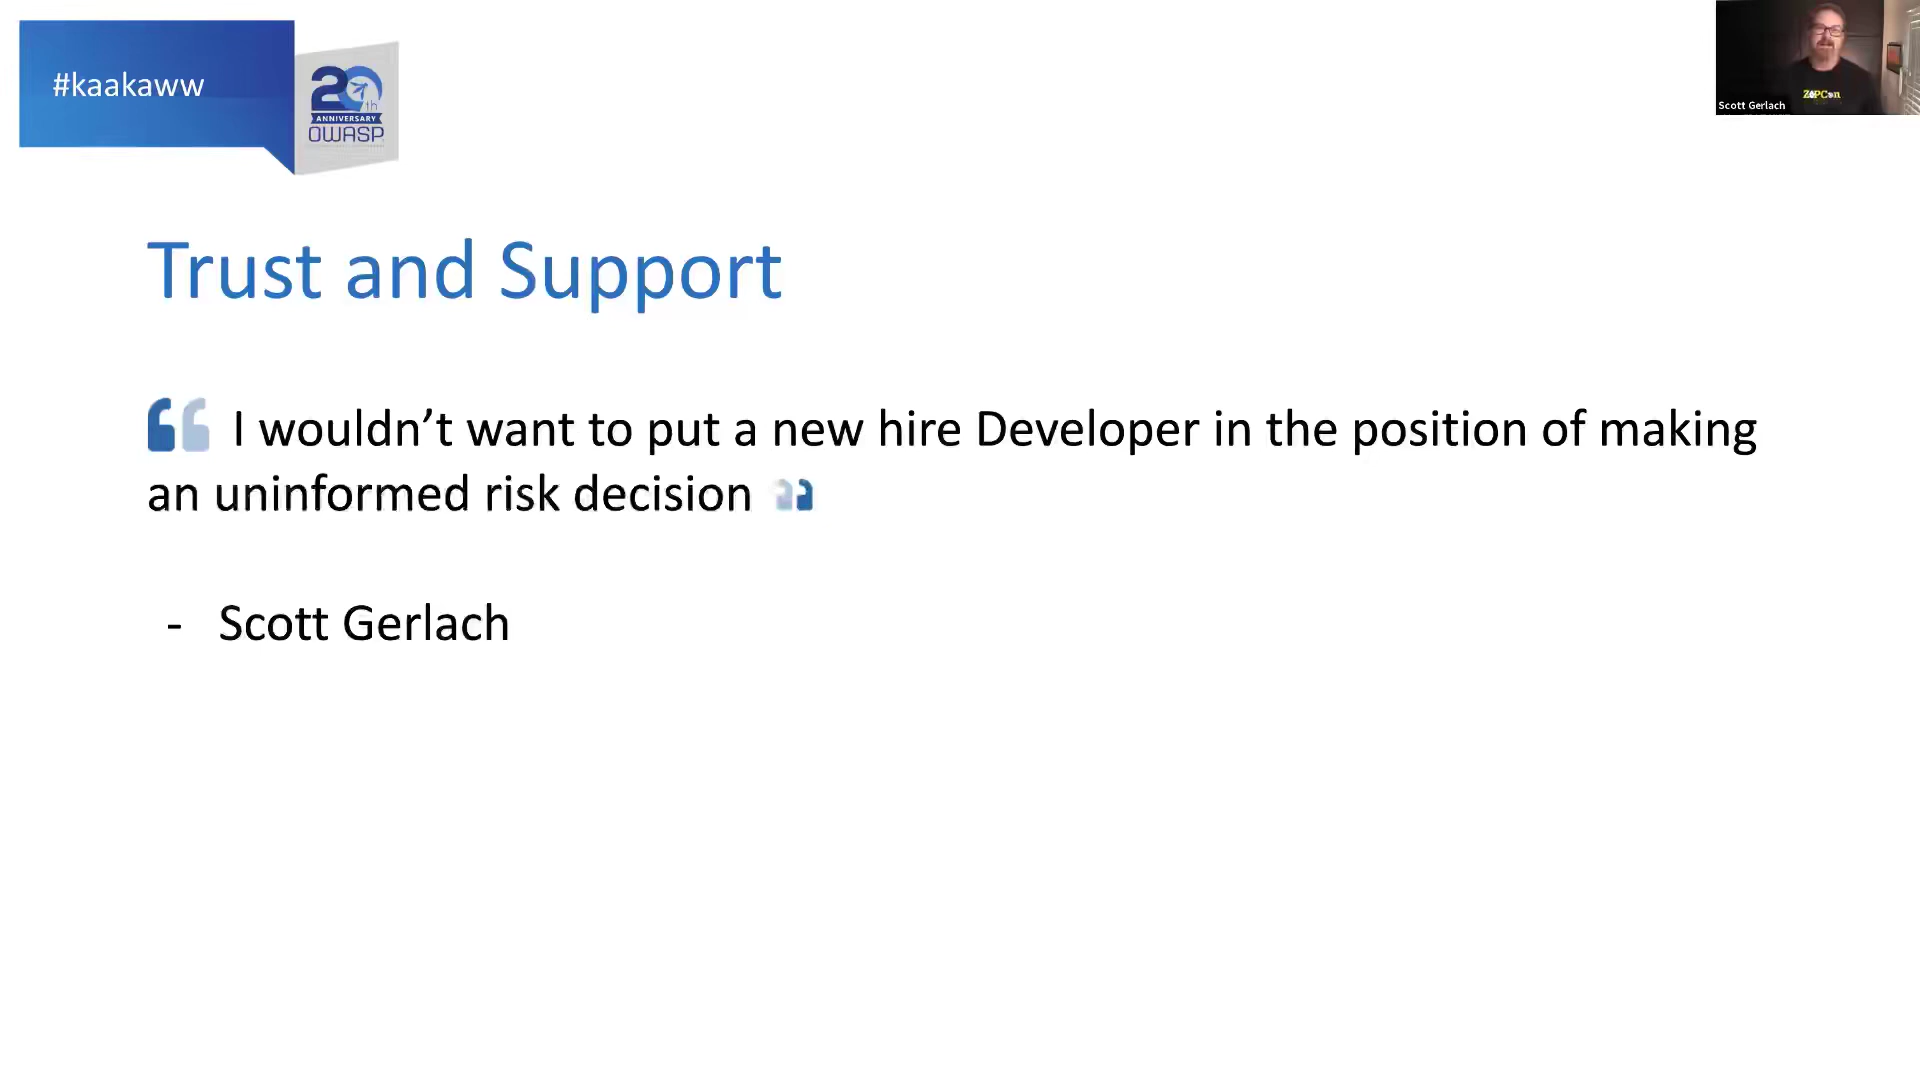 #kaakaww
20th
ANNIVERSARY
OWASP
Scott Gerlach
ZAPCon
Trust and Support
“ I wouldn’t want to put a new hire Developer in the position of making
an uninformed risk decision ”
- Scott Gerlach